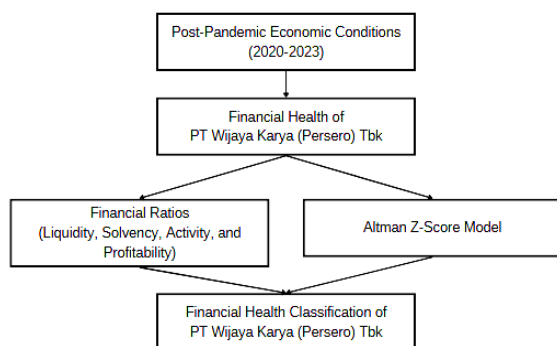 Post-Pandemic Economic Conditions
(2020-2023)
Financial Health of
PT Wijaya Karya (Persero) Tbk
Financial Ratios
(Liquidity, Solvency, Activity, and
Profitability)
Altman Z-Score Model
Financial Health Classification of
PT Wijaya Karya (Persero) Tbk